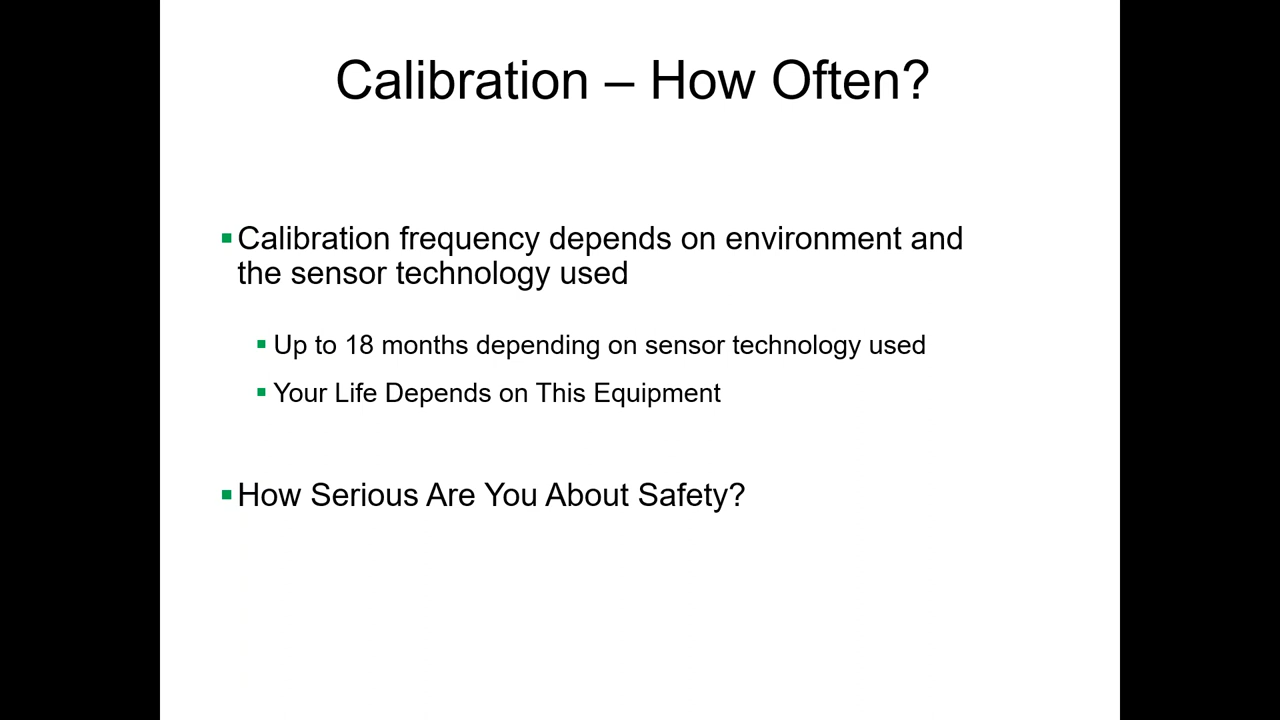 Calibration – How Often?
▪Calibration frequency depends on environment and
the sensor technology used
▪Up to 18 months depending on sensor technology used
▪Your Life Depends on This Equipment
▪How Serious Are You About Safety?